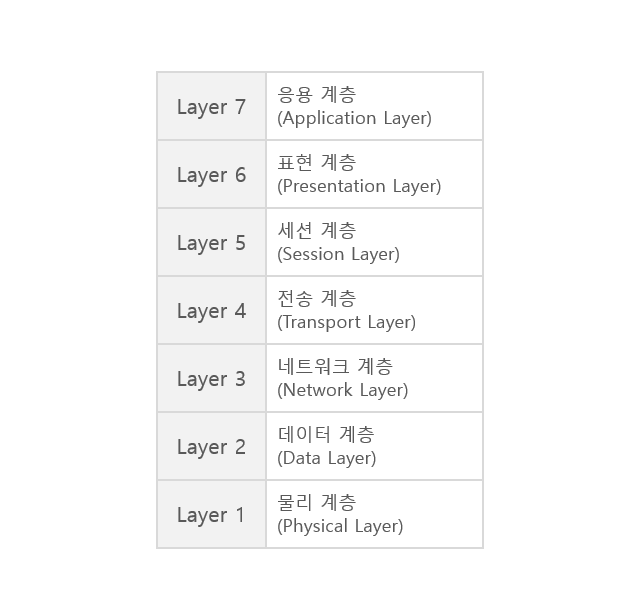 Layer 7
응용 계층
(Application Layer)
Layer 6
표현 계층
(Presentation Layer)
Layer 5
세션 계층
(Session Layer)
Layer 4
전송 계층
(Transport Layer)
Layer 3
네트워크 계층
(Network Layer)
Layer 2
데이터 계층
(Data Layer)
Layer 1
물리 계층
(Physical Layer)